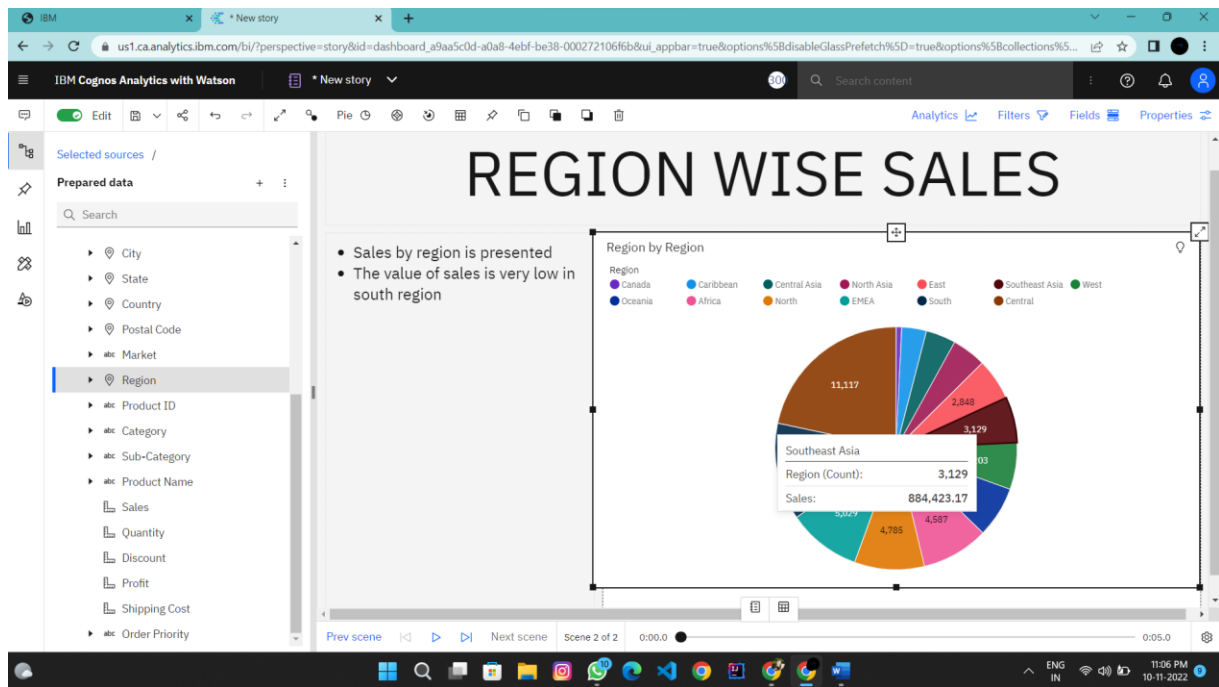 IBM
* New story
us1.ca.analytics.ibm.com/bi/?perspective=story&id=dashboard_a9aa5c0d-a0a8-4ebf-be38-000272106f6b&ui_appbar=true&options%5BdisableGlassPrefetch%5D=true&options%5Bcollections%5...
IBM Cognos Analytics with Watson
* New story
30
Search content
Edit
Pie
Analytics
Filters
Fields
Properties
Selected sources /
Prepared data
Search
City
State
Country
Postal Code
abc Market
Region
abc Product ID
abc Category
abc Sub-Category
abc Product Name
Sales
Quantity
Discount
Profit
Shipping Cost
abc Order Priority
REGION WISE SALES
• Sales by region is presented
• The value of sales is very low in
south region
Region by Region
Region
Canada Caribbean Central Asia North Asia East Southeast Asia West
Oceania Africa North EMEA South Central
11,117
2,848
3,129
03
Southeast Asia
Region (Count): 3,129
Sales: 884,423.17
5,029
4,785
4,587
Prev scene
Next scene
Scene 2 of 2
0:00.0
0:05.0
10
W
ENG
IN
11:06 PM
10-11-2022
9